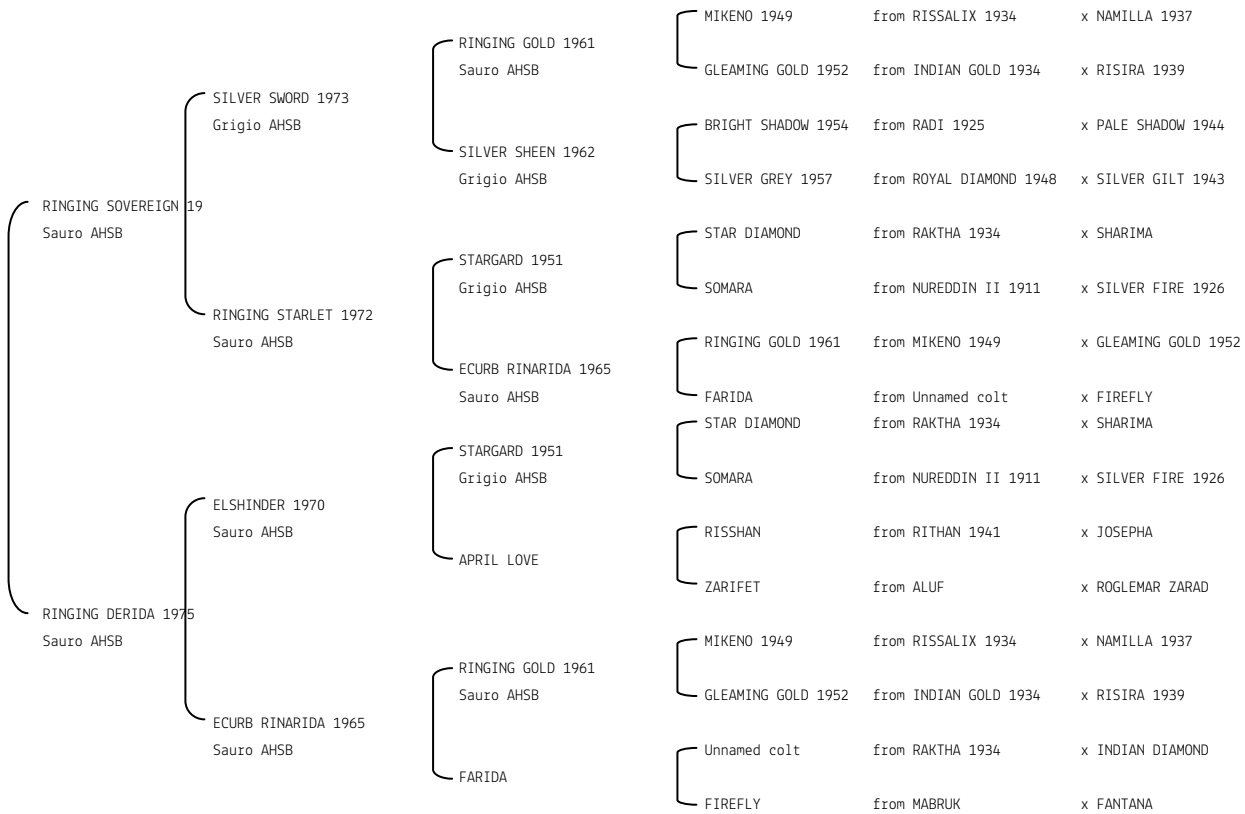 MIKENO 1949 from RISSALIX 1934 x NAMILLA 1937
RINGING GOLD 1961
Sauro AHSB
GLEAMING GOLD 1952 from INDIAN GOLD 1934 x RISIRA 1939
SILVER SWORD 1973
Grigio AHSB
BRIGHT SHADOW 1954 from RADI 1925 x PALE SHADOW 1944
SILVER SHEEN 1962
Grigio AHSB
SILVER GREY 1957 from ROYAL DIAMOND 1948 x SILVER GILT 1943
RINGING SOVEREIGN 19
Sauro AHSB
STAR DIAMOND from RAKTHA 1934 x SHARIMA
STARGARD 1951
Grigio AHSB
SOMARA from NUREDDIN II 1911 x SILVER FIRE 1926
RINGING STARLET 1972
Sauro AHSB
RINGING GOLD 1961 from MIKENO 1949 x GLEAMING GOLD 1952
ECURB RINARIDA 1965
Sauro AHSB
FARIDA from Unnamed colt x FIREFLY
STAR DIAMOND from RAKTHA 1934 x SHARIMA
STARGARD 1951
Grigio AHSB
SOMARA from NUREDDIN II 1911 x SILVER FIRE 1926
ELSHINDER 1970
Sauro AHSB
RISSHAN from RITHAN 1941 x JOSEPHA
APRIL LOVE
ZARIFET from ALUF x ROGLEMAR ZARAD
RINGING DERIDA 1975
Sauro AHSB
MIKENO 1949 from RISSALIX 1934 x NAMILLA 1937
RINGING GOLD 1961
Sauro AHSB
GLEAMING GOLD 1952 from INDIAN GOLD 1934 x RISIRA 1939
ECURB RINARIDA 1965
Sauro AHSB
Unnamed colt from RAKTHA 1934 x INDIAN DIAMOND
FARIDA
FIREFLY from MABRUK x FANTANA